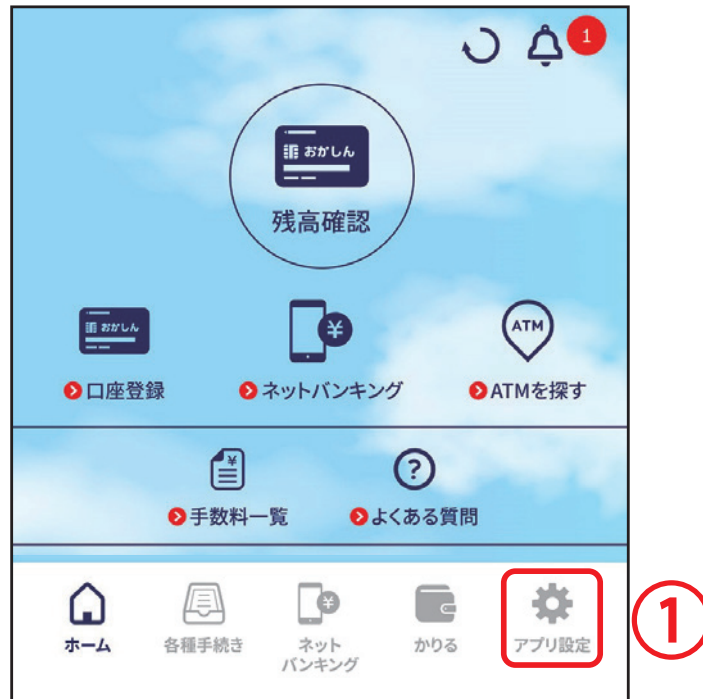 1
おかしん
残高確認
おかしん
¥
ATM
口座登録
ネットバンキング
ATMを探す
¥
?
手数料一覧
よくある質問
¥
ホーム
各種手続き
ネット
バンキング
かりる
アプリ設定
①